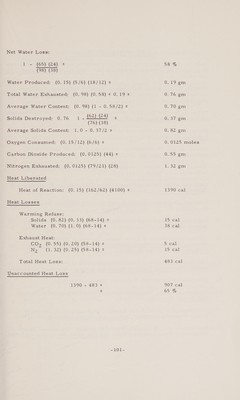 Net Water Loss:
1 - (65) (24) = 58 %
(96) (38)
Water Produced: (0.15) (5/6) (18/12) = 0.19 gm
Total Water Exhausted: (0.98) (0.58) + 0.19 = 0.76 gm
Average Water Content: (0.98) (1 - 0.58/2) = 0.70 gm
Solids Destroyed: 0.76 1 - (62) (24) = 0.37 gm
(76) (38)
Average Solid Content: 1.0 - 0.37/2 = 0.82 gm
Oxygen Consumed: (0.15/12) (6/6) = 0.0125 moles
Carbon Dioxide Produced: (0.0125) (44) = 0.55 gm
Nitrogen Exhausted: (0.0125) (79/21) (28) = 1.32 gm
Heat Liberated
Heat of Reaction: (0.15) (162/62) (4100) = 1390 cal
Heat Losses
Warming Refuse:
Solids (0.82) (0.33) (68-14) = 15 cal
Water (0.70) (1.0) (68-14) = 38 cal
Exhaust Heat:
CO2 (0.55) (0.20) (58-14) = 5 cal
N2 (1.32) (0.25) (58-14) = 15 cal
Total Heat Loss: 483 cal
Unaccounted Heat Loss
1390 - 483 = 907 cal
= 65 %
-101-